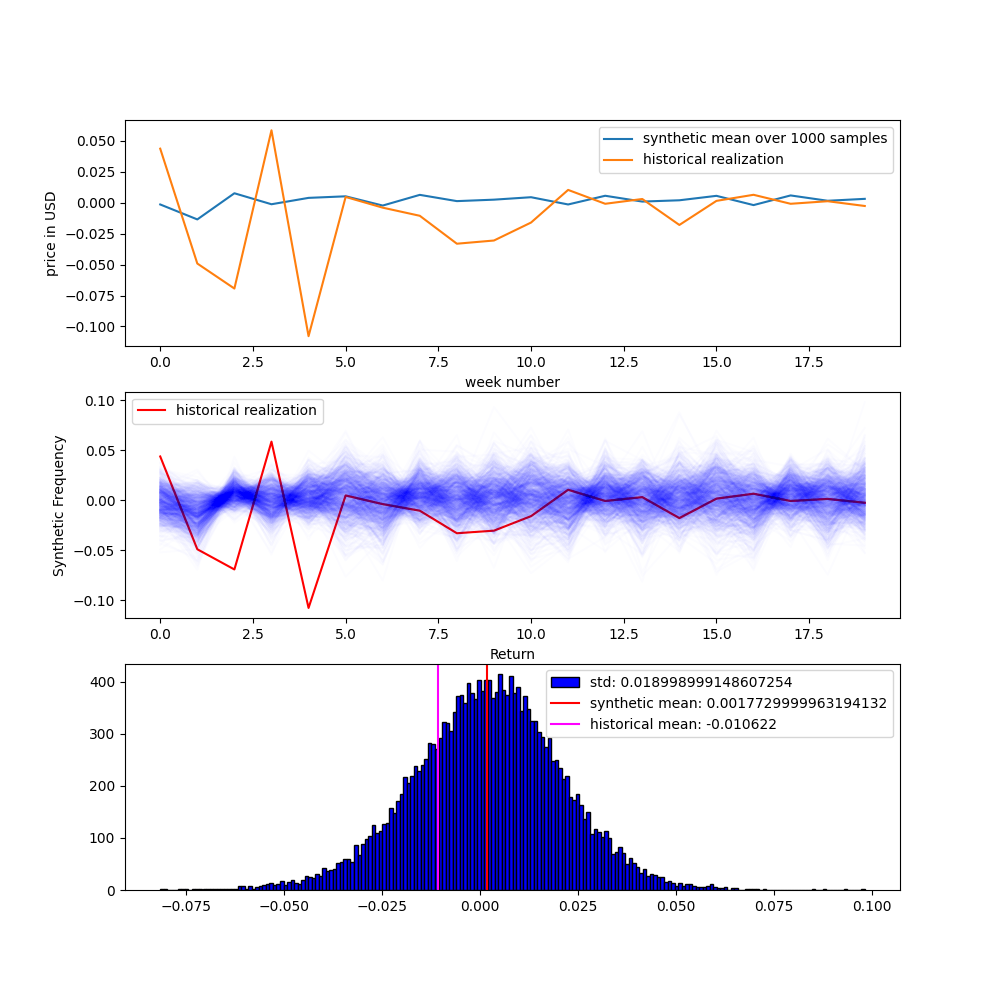 synthetic mean over 1000 samples
historical realization
price in USD
0.050
0.025
0.000
−0.025
−0.050
−0.075
−0.100
0.0 2.5 5.0 7.5 10.0 12.5 15.0 17.5
week number
historical realization
Synthetic Frequency
0.10
0.05
0.00
−0.05
−0.10
0.0 2.5 5.0 7.5 10.0 12.5 15.0 17.5
Return
std: 0.018998999148607254
synthetic mean: 0.0017729999963194132
historical mean: -0.010622
400
300
200
100
0
−0.075 −0.050 −0.025 0.000 0.025 0.050 0.075 0.100